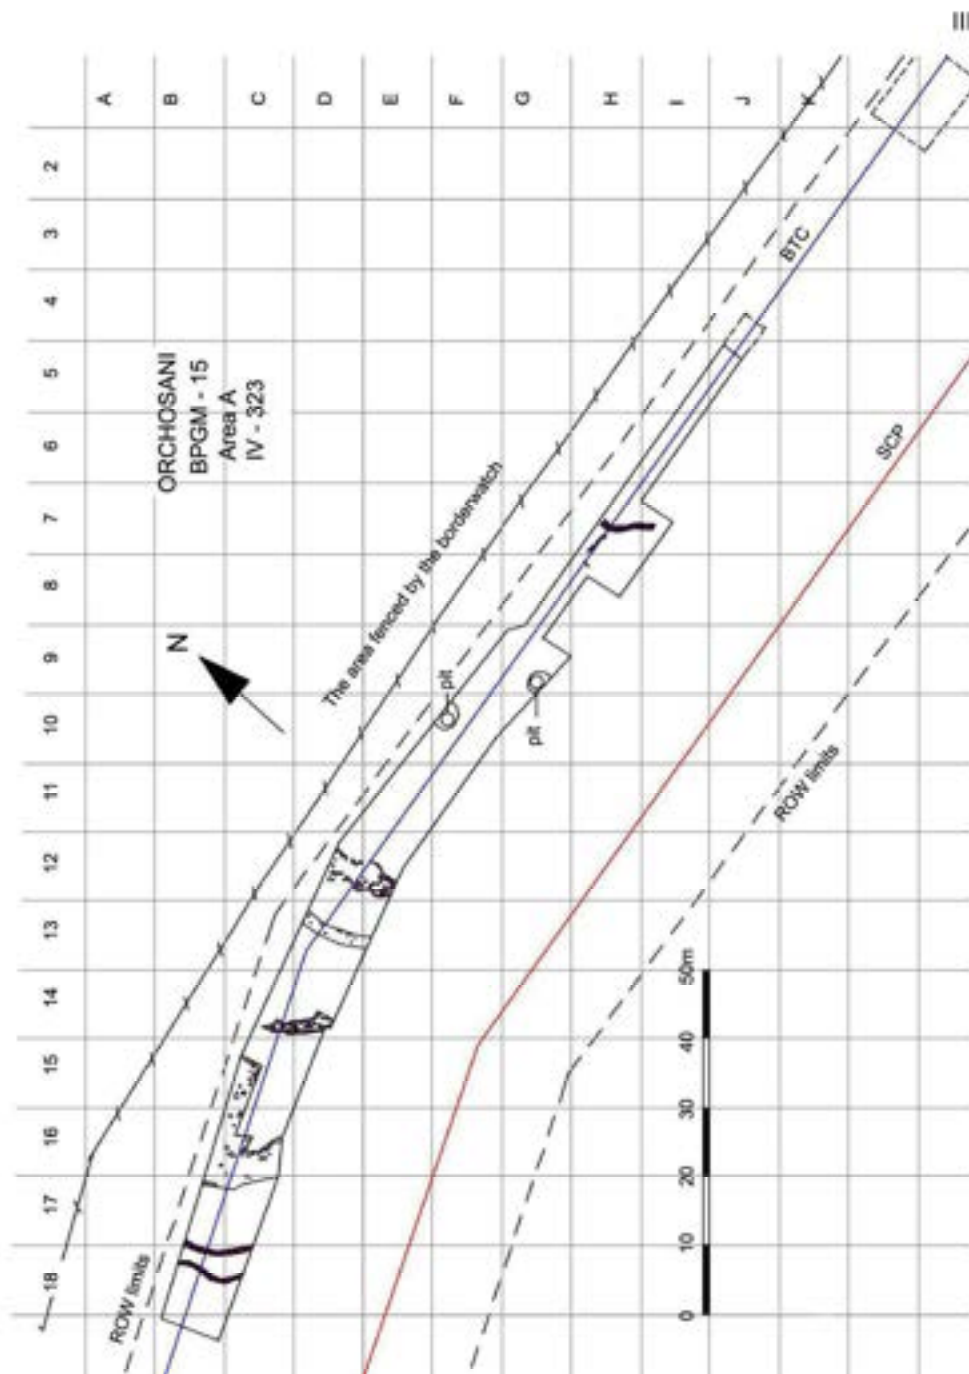 III
A
B
C
D
E
F
G
H
I
J
K
2
3
4
5
6
7
8
9
10
11
12
13
14
15
16
17
18
ORCHOSANI
BPGM - 15
Area A
IV - 323
N
The area fenced by the borderwatch
BTC
SCP
pit
pit
ROW limits
ROW limits
0
10
20
30
40
50m